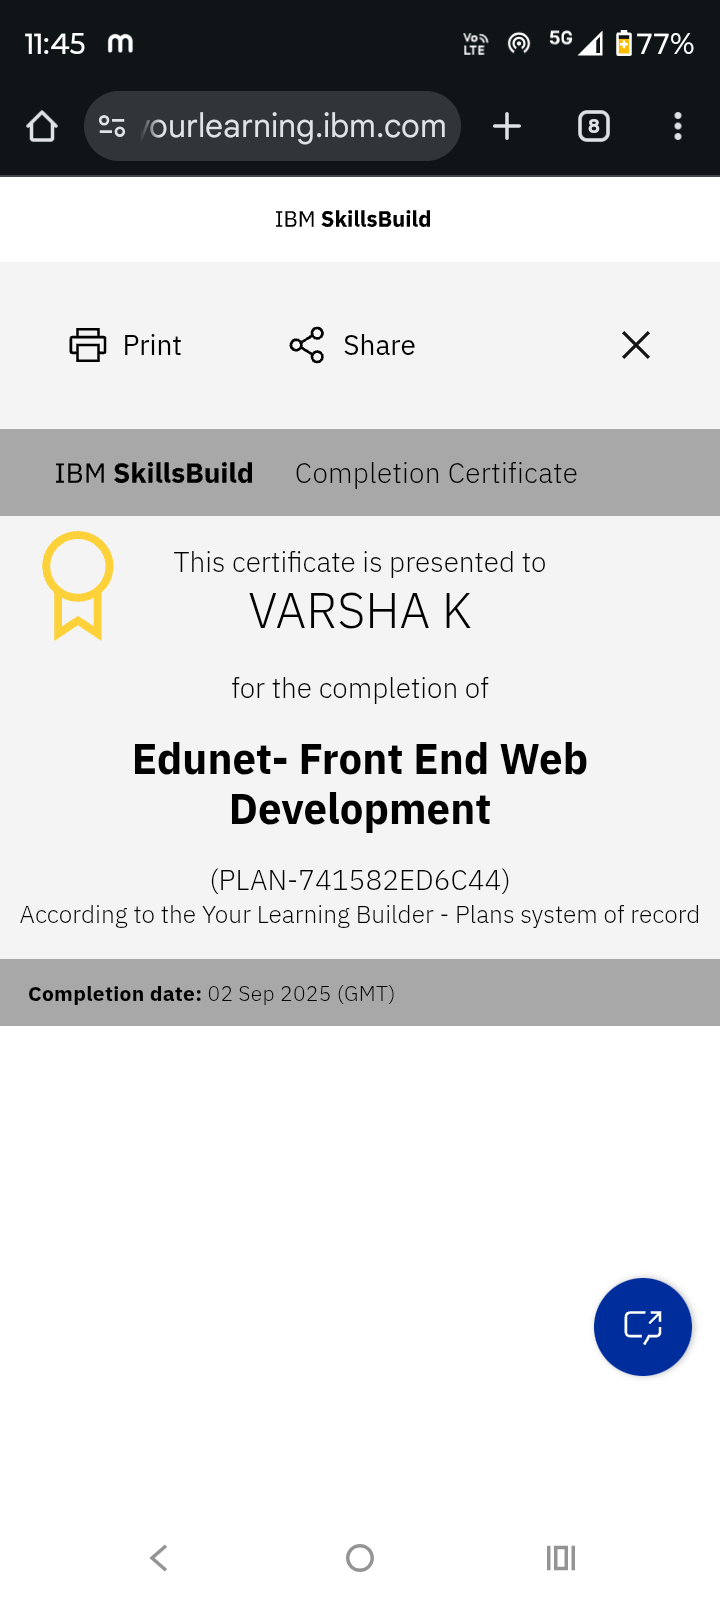 11:45 m Vo LTE 5G 77%
ourlearning.ibm.com 8
IBM SkillsBuild
Print Share
IBM SkillsBuild Completion Certificate
This certificate is presented to
VARSHA K
for the completion of
Edunet- Front End Web
Development
(PLAN-741582ED6C44)
According to the Your Learning Builder - Plans system of record
Completion date: 02 Sep 2025 (GMT)